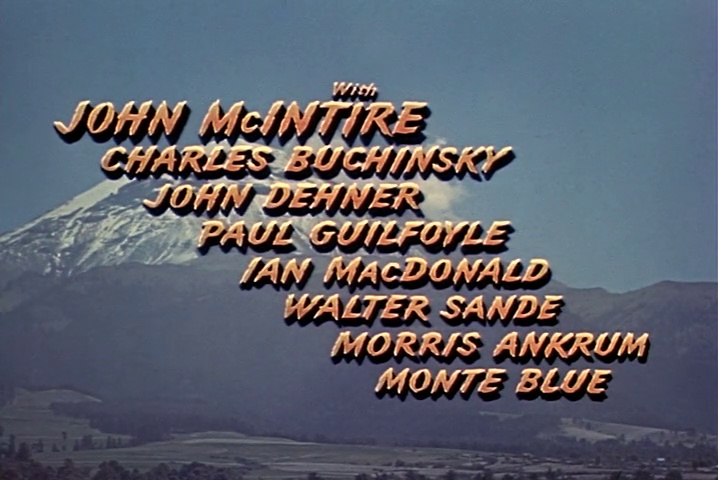 With
JOHN McINTIRE
CHARLES BUCHINSKY
JOHN DEHNER
PAUL GUILFOYLE
IAN MacDONALD
WALTER SANDE
MORRIS ANKRUM
MONTE BLUE